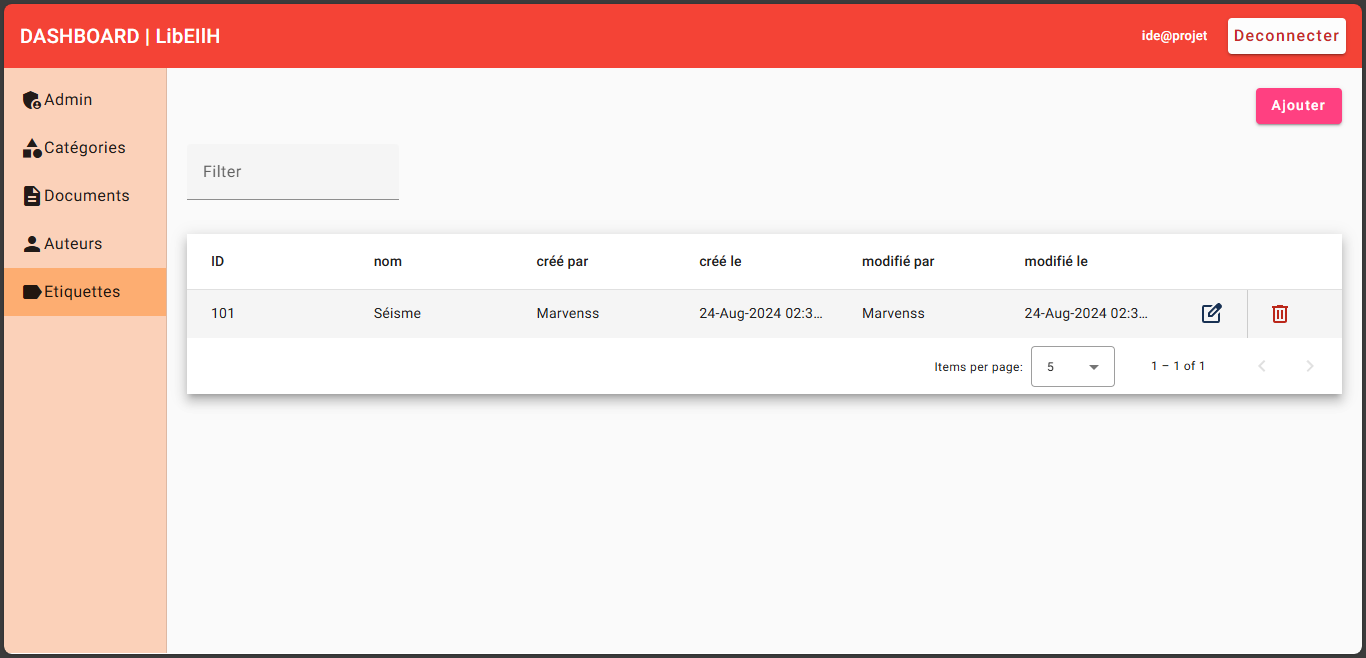 DASHBOARD | LibEIlH
ide@projet
Deconnecter
Admin
Catégories
Documents
Auteurs
Etiquettes
Ajouter
Filter
ID nom créé par créé le modifié par modifié le
101 Séisme Marvenss 24-Aug-2024 02:3... Marvenss 24-Aug-2024 02:3...
Items per page: 5 1 – 1 of 1